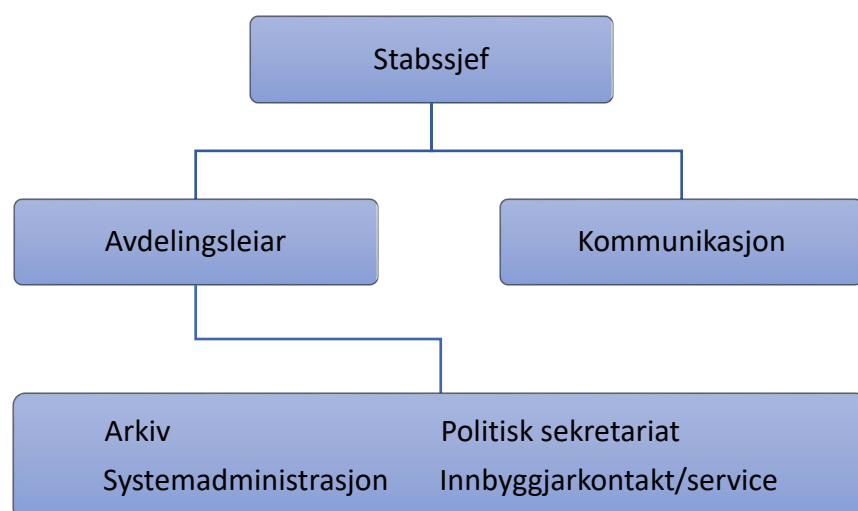 Stabssjef
Avdelingsleiar
Kommunikasjon
Arkiv Politisk sekretariat
Systemadministrasjon Innbyggjarkontakt/service